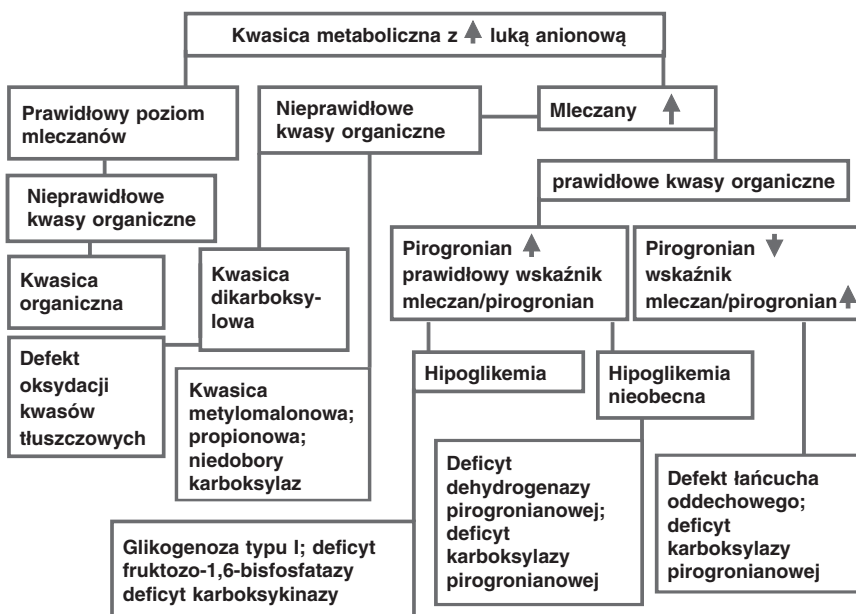 Kwasica metaboliczna z ↑ luką anionową
Prawidłowy poziom
mleczanów
Nieprawidłowe
kwasy organiczne
Mleczany ↑
Nieprawidłowe
kwasy organiczne
prawidłowe kwasy organiczne
Kwasica
organiczna
Kwasica
dikarboksy-
lowa
Pirogronian ↑
prawidłowy wskaźnik
mleczan/pirogronian
Pirogronian ↓
wskaźnik
mleczan/pirogronian ↑
Defekt
oksydacji
kwasów
tłuszczowych
Kwasica
metylomalonowa;
propionowa;
niedobory
karboksylaz
Hipoglikemia
Hipoglikemia
nieobecna
Deficyt
dehydrogenazy
pirogronianowej;
deficyt
karboksylazy
pirogronianowej
Defekt łańcucha
oddechowego;
deficyt
karboksylazy
pirogronianowej
Glikogenoza typu I; deficyt
fruktozo-1,6-bisfosfatazy
deficyt karboksykinazy